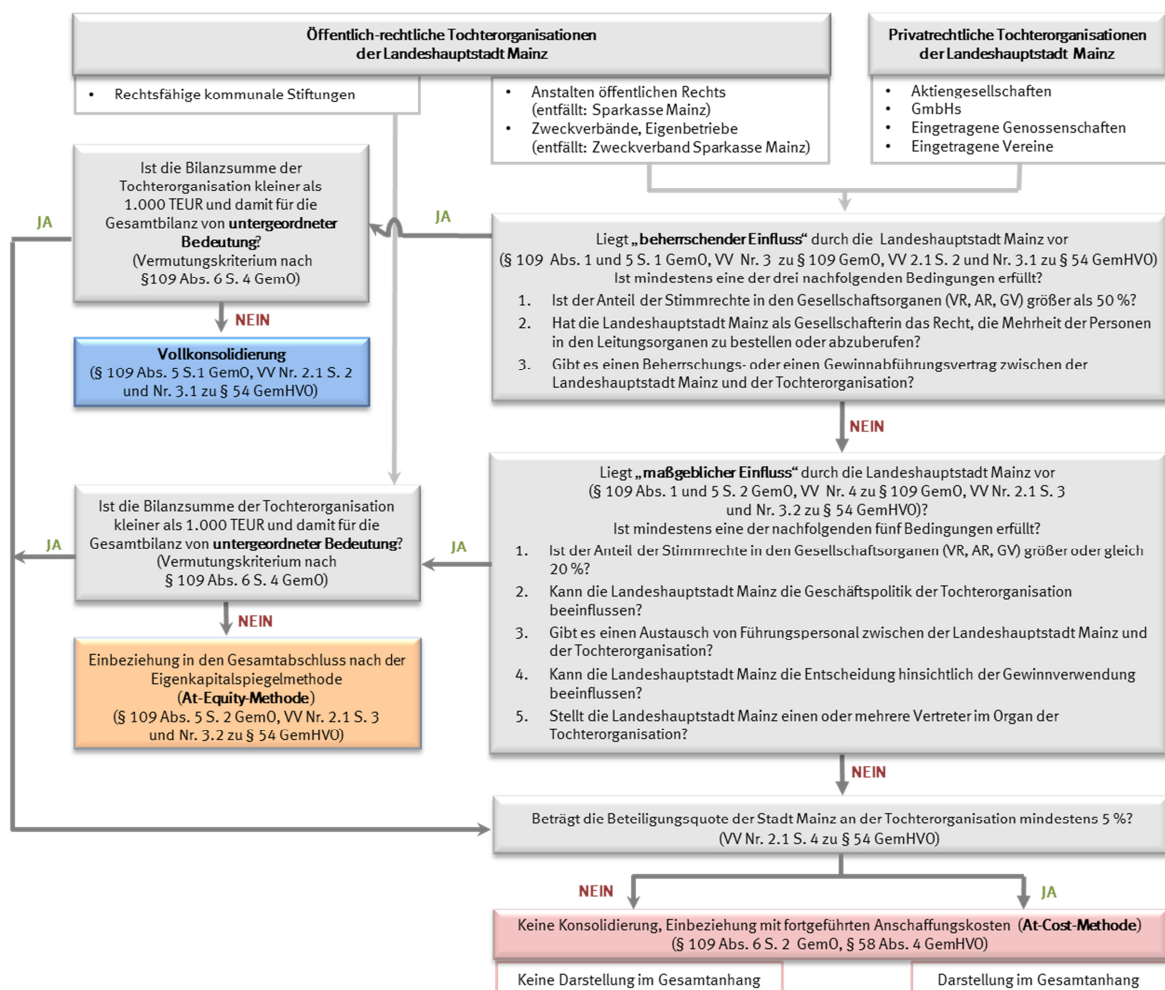 Öffentlich-rechtliche Tochterorganisationen
der Landeshauptstadt Mainz
Privatrechtliche Tochterorganisationen
der Landeshauptstadt Mainz
• Rechtsfähige kommunale Stiftungen
• Anstalten öffentlichen Rechts
(entfällt: Sparkasse Mainz)
• Zweckverbände, Eigenbetriebe
(entfällt: Zweckverband Sparkasse Mainz)
• Aktiengesellschaften
• GmbHs
• Eingetragene Genossenschaften
• Eingetragene Vereine
Ist die Bilanzsumme der
Tochterorganisation kleiner als
1.000 TEUR und damit für die
Gesamtbilanz von untergeordneter
Bedeutung?
(Vermutungskriterium nach
§109 Abs. 6 S. 4 GemO)
JA
JA
Liegt „beherrschender Einfluss“ durch die Landeshauptstadt Mainz vor
(§ 109 Abs. 1 und 5 S. 1 GemO, VV Nr. 3 zu § 109 GemO, VV 2.1 S. 2 und Nr. 3.1 zu § 54 GemHVO)
Ist mindestens eine der drei nachfolgenden Bedingungen erfüllt?
1. Ist der Anteil der Stimmrechte in den Gesellschaftsorganen (VR, AR, GV) größer als 50 %?
2. Hat die Landeshauptstadt Mainz als Gesellschafterin das Recht, die Mehrheit der Personen
in den Leitungsorganen zu bestellen oder abzuberufen?
3. Gibt es einen Beherrschungs- oder einen Gewinnabführungsvertrag zwischen der
Landeshauptstadt Mainz und der Tochterorganisation?
NEIN
Vollkonsolidierung
(§ 109 Abs. 5 S.1 GemO, VV Nr. 2.1 S. 2
und Nr. 3.1 zu § 54 GemHVO)
NEIN
Liegt „maßgeblicher Einfluss“ durch die Landeshauptstadt Mainz vor
(§ 109 Abs. 1 und 5 S. 2 GemO, VV Nr. 4 zu § 109 GemO, VV Nr. 2.1 S. 3
und Nr. 3.2 zu § 54 GemHVO)?
Ist mindestens eine der nachfolgenden fünf Bedingungen erfüllt?
1. Ist der Anteil der Stimmrechte in den Gesellschaftsorganen (VR, AR, GV) größer oder gleich
20 %?
2. Kann die Landeshauptstadt Mainz die Geschäftspolitik der Tochterorganisation
beeinflussen?
3. Gibt es einen Austausch von Führungspersonal zwischen der Landeshauptstadt Mainz und
der Tochterorganisation?
4. Kann die Landeshauptstadt Mainz die Entscheidung hinsichtlich der Gewinnverwendung
beeinflussen?
5. Stellt die Landeshauptstadt Mainz einen oder mehrere Vertreter im Organ der
Tochterorganisation?
Ist die Bilanzsumme der Tochterorganisation
kleiner als 1.000 TEUR und damit für die
Gesamtbilanz von untergeordneter Bedeutung?
(Vermutungskriterium nach
§ 109 Abs. 6 S. 4 GemO)
JA
JA
NEIN
Einbeziehung in den Gesamtabschluss nach der
Eigenkapitalspiegelmethode
(At-Equity-Methode)
(§ 109 Abs. 5 S. 2 GemO, VV Nr. 2.1 S. 3
und Nr. 3.2 zu § 54 GemHVO)
NEIN
Beträgt die Beteiligungsquote der Stadt Mainz an der Tochterorganisation mindestens 5 %?
(VV Nr. 2.1 S. 4 zu § 54 GemHVO)
NEIN
JA
Keine Konsolidierung, Einbeziehung mit fortgeführten Anschaffungskosten (At-Cost-Methode)
(§ 109 Abs. 6 S. 2 GemO, § 58 Abs. 4 GemHVO)
Keine Darstellung im Gesamtanhang
Darstellung im Gesamtanhang